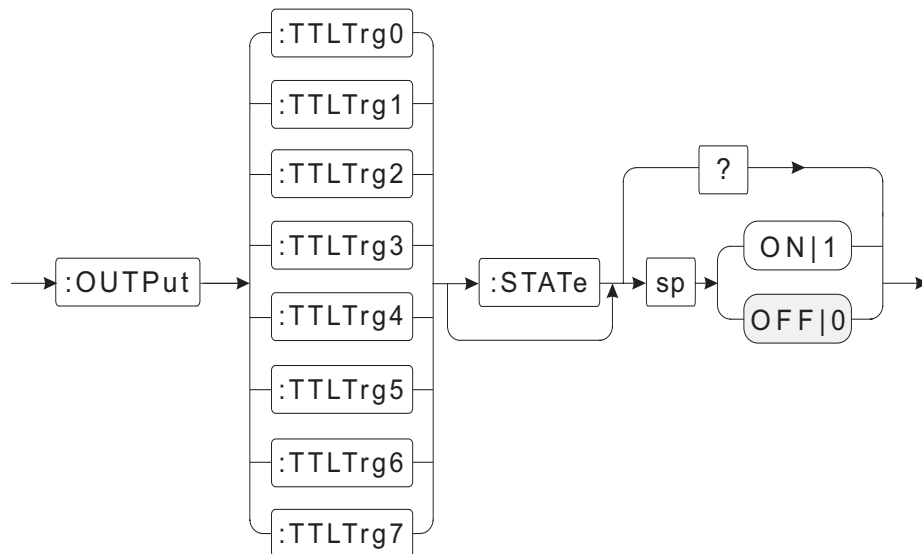 :OUTPut
:TTLTrg0
:TTLTrg1
:TTLTrg2
:TTLTrg3
:TTLTrg4
:TTLTrg5
:TTLTrg6
:TTLTrg7
:STATe
?
sp
ON|1
OFF|0